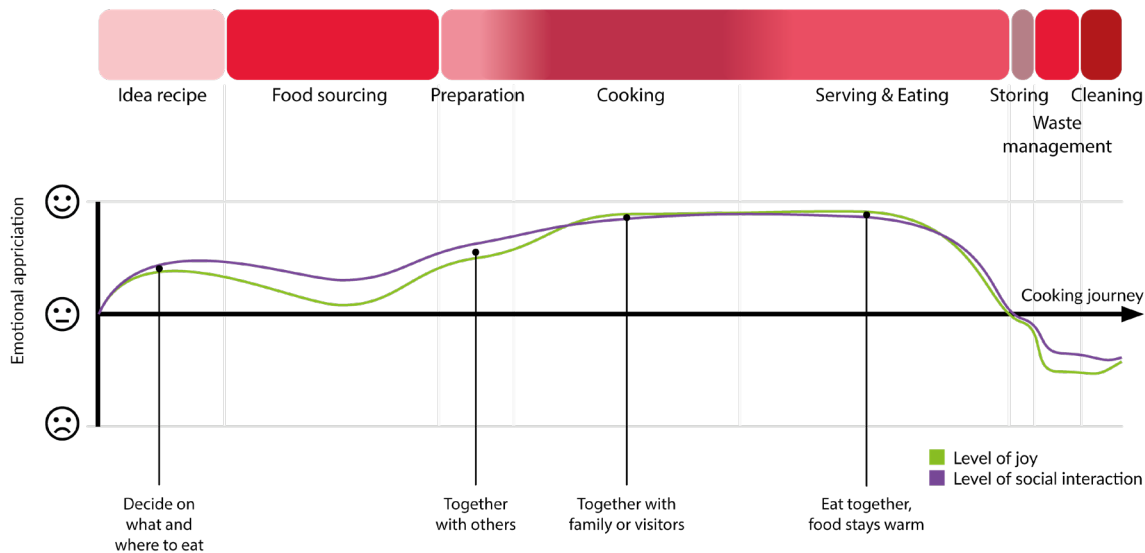 Idea recipe
Food sourcing
Preparation
Cooking
Serving & Eating
Storing
Cleaning
Waste
management
Emotional appriciation
Cooking journey
Level of joy
Level of social interaction
Decide on
what and
where to eat
Together
with others
Together with
family or visitors
Eat together,
food stays warm